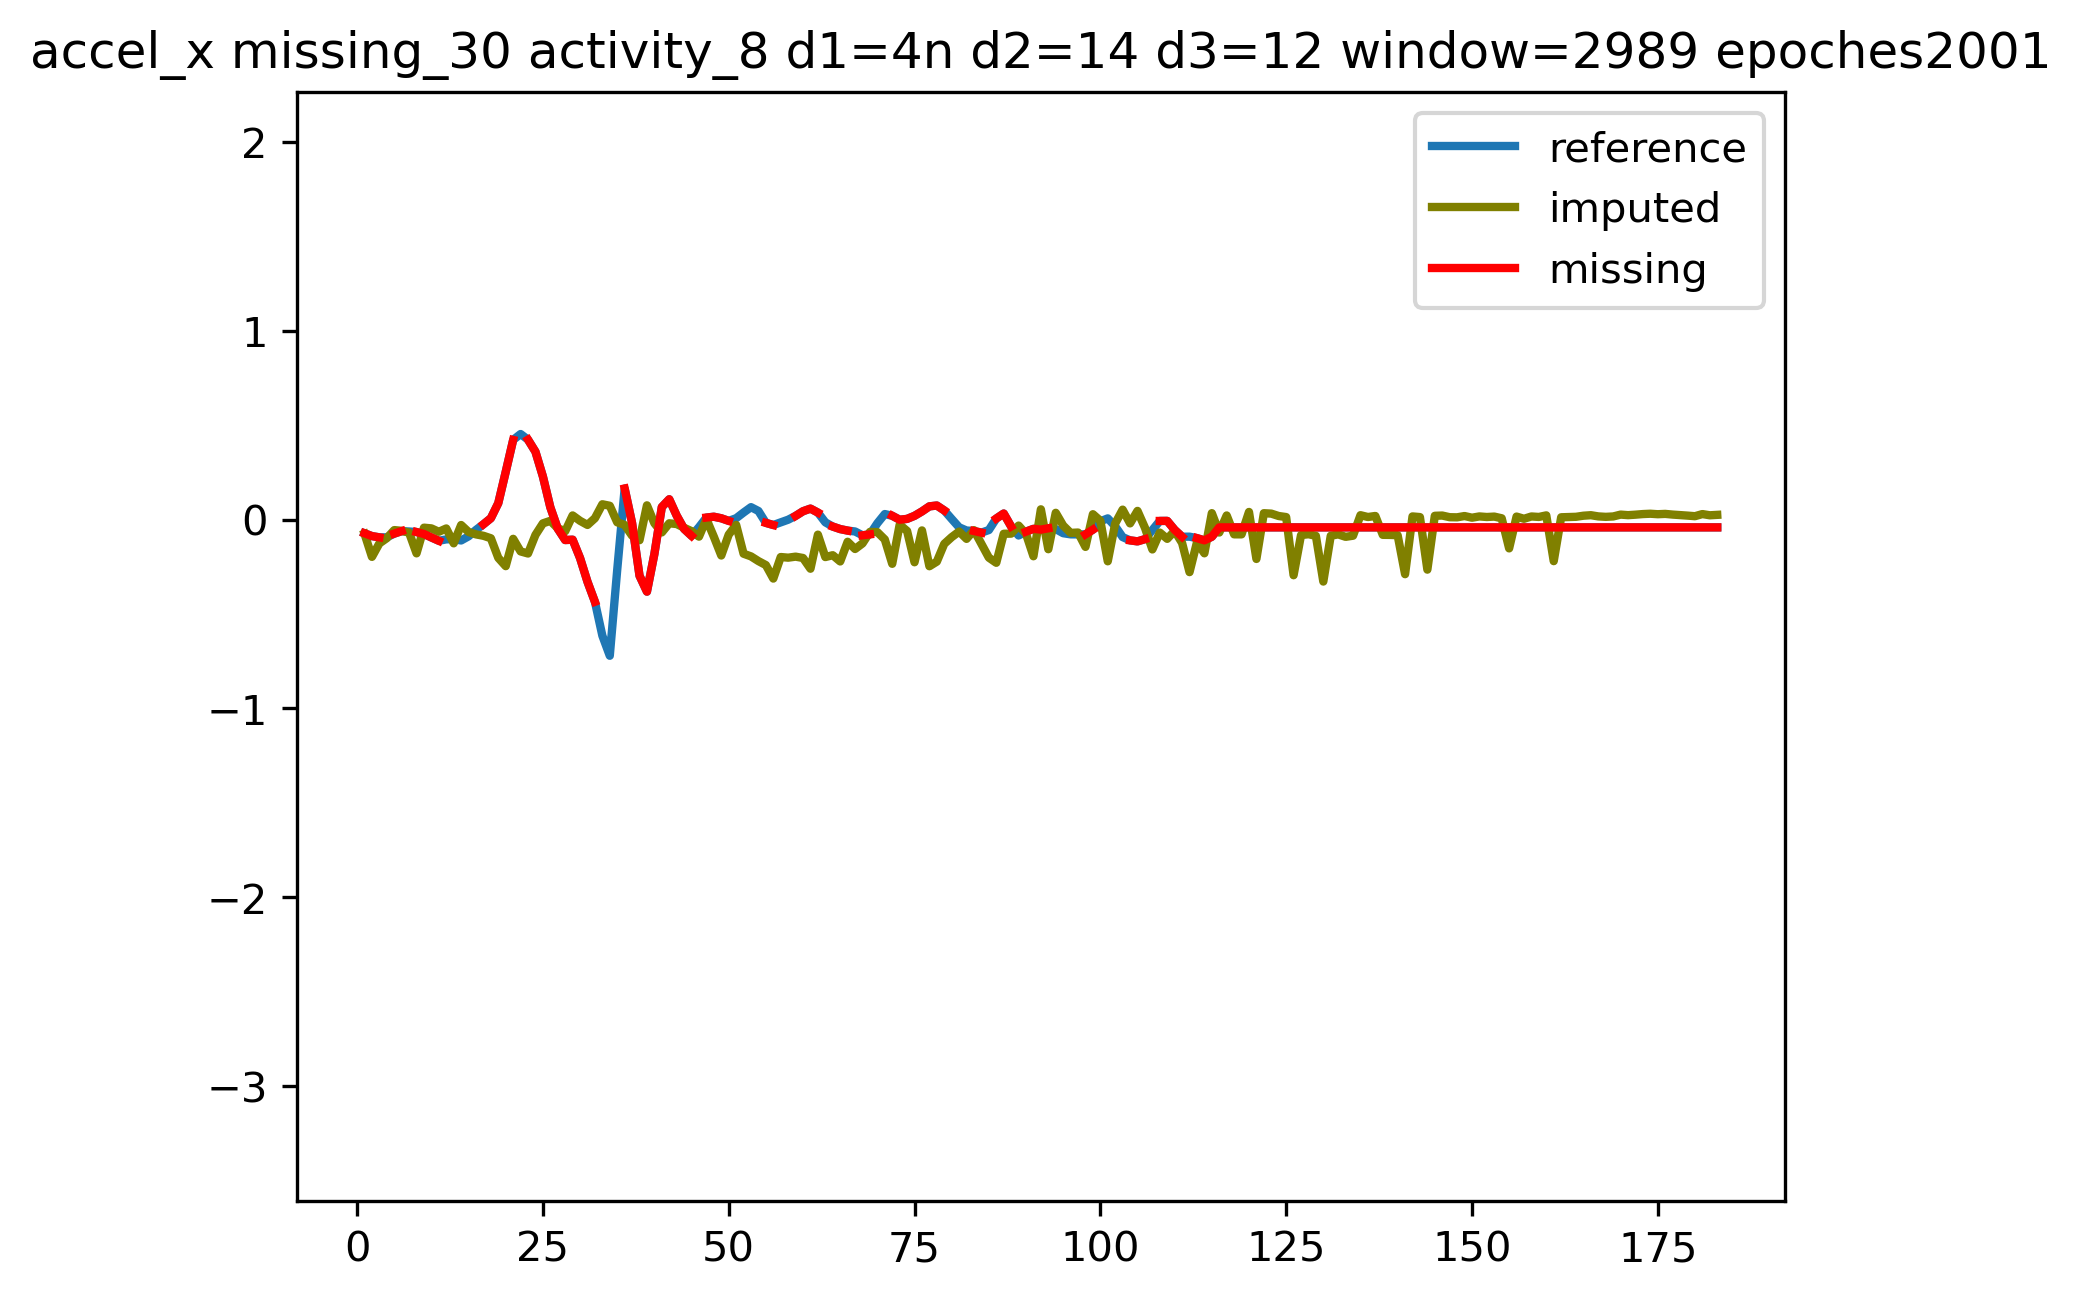 accel_x missing_30 activity_8 d1=4n d2=14 d3=12 window=2989 epoches2001
reference
imputed
missing
2
1
0
−1
−2
−3
0 25 50 75 100 125 150 175